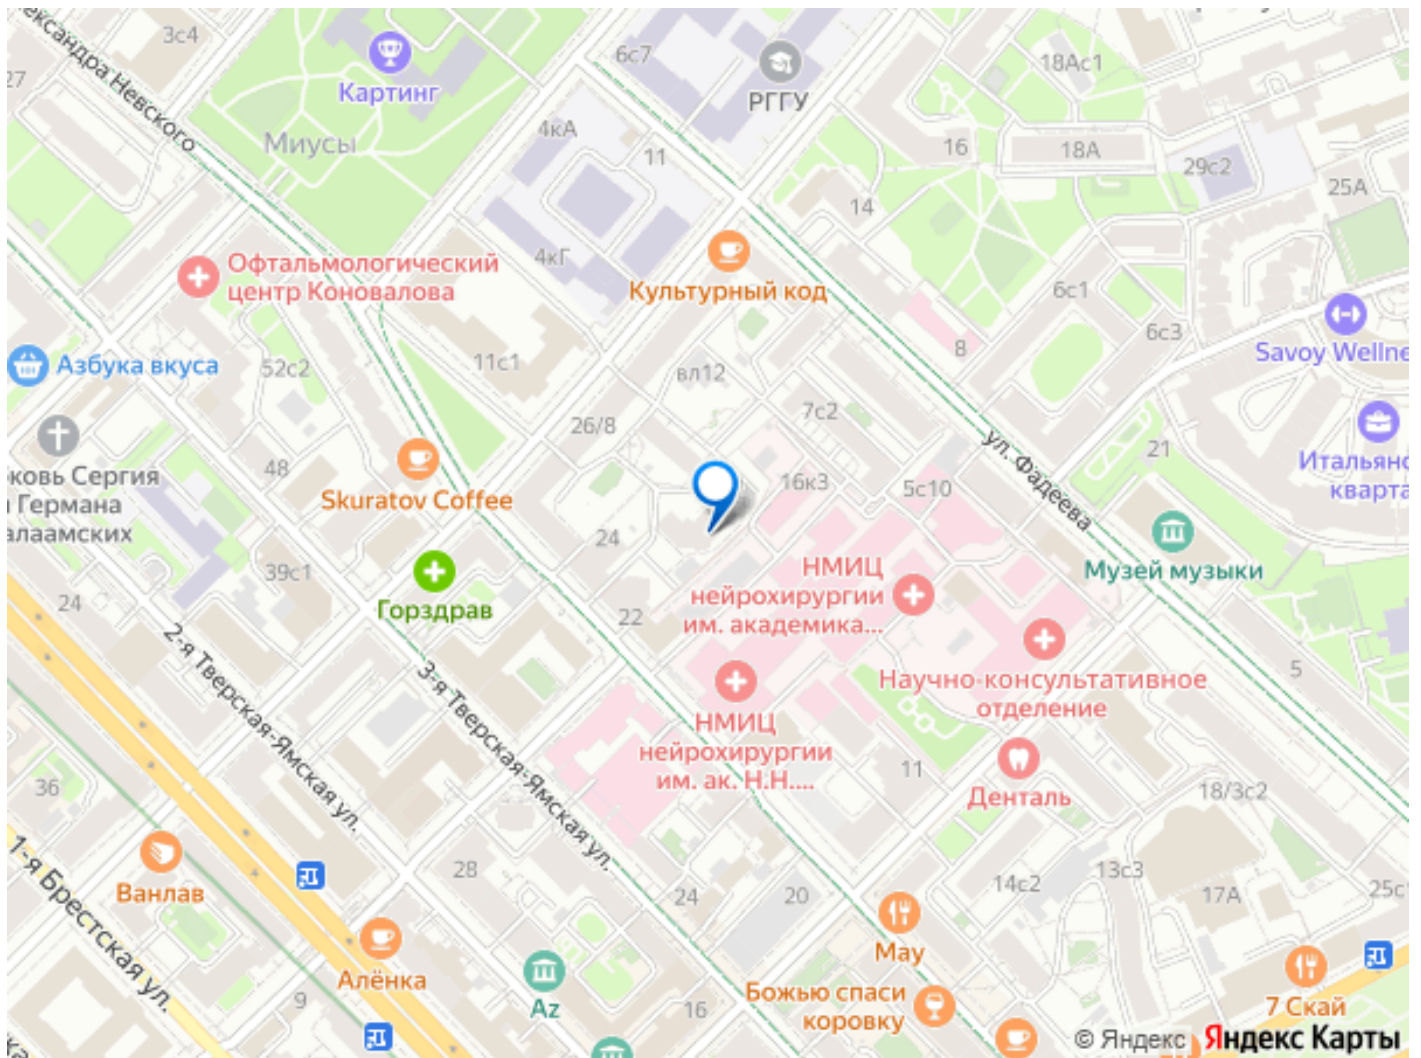 Александра Невского
3с4
27
Картинг
Миусы
6с7
РГГУ
4кА
11
4кГ
18Ас1
16
18А
29с2
25А
14
Офтальмологический
центр Коновалова
Культурный код
6с1
6с3
8
Savoy Wellne
Азбука вкуса
52с2
11с1
вл12
7с2
26/8
ул. Фадеева
21
Итальянс
кварта
ковь Сергия
и Германа
алаамских
48
Skuratov Coffee
16к3
5с10
24
39с1
Горздрав
22
24
НМИЦ
нейрохирургии
им. академика...
Музей музыки
Научно-консультативное
отделение
5
2-я Тверская-Ямская ул.
3-я Тверская-Ямская ул.
НМИЦ
нейрохирургии
им. ак. Н.Н....
11
Денталь
18/3с2
36
1-я Брестская ул.
Ванлав
28
24
20
14с2
13с3
17А
25с1
Алёнка
Az
9
16
Мау
Божью спаси
коровку
7 Скай
© Яндекс Яндекс Карты